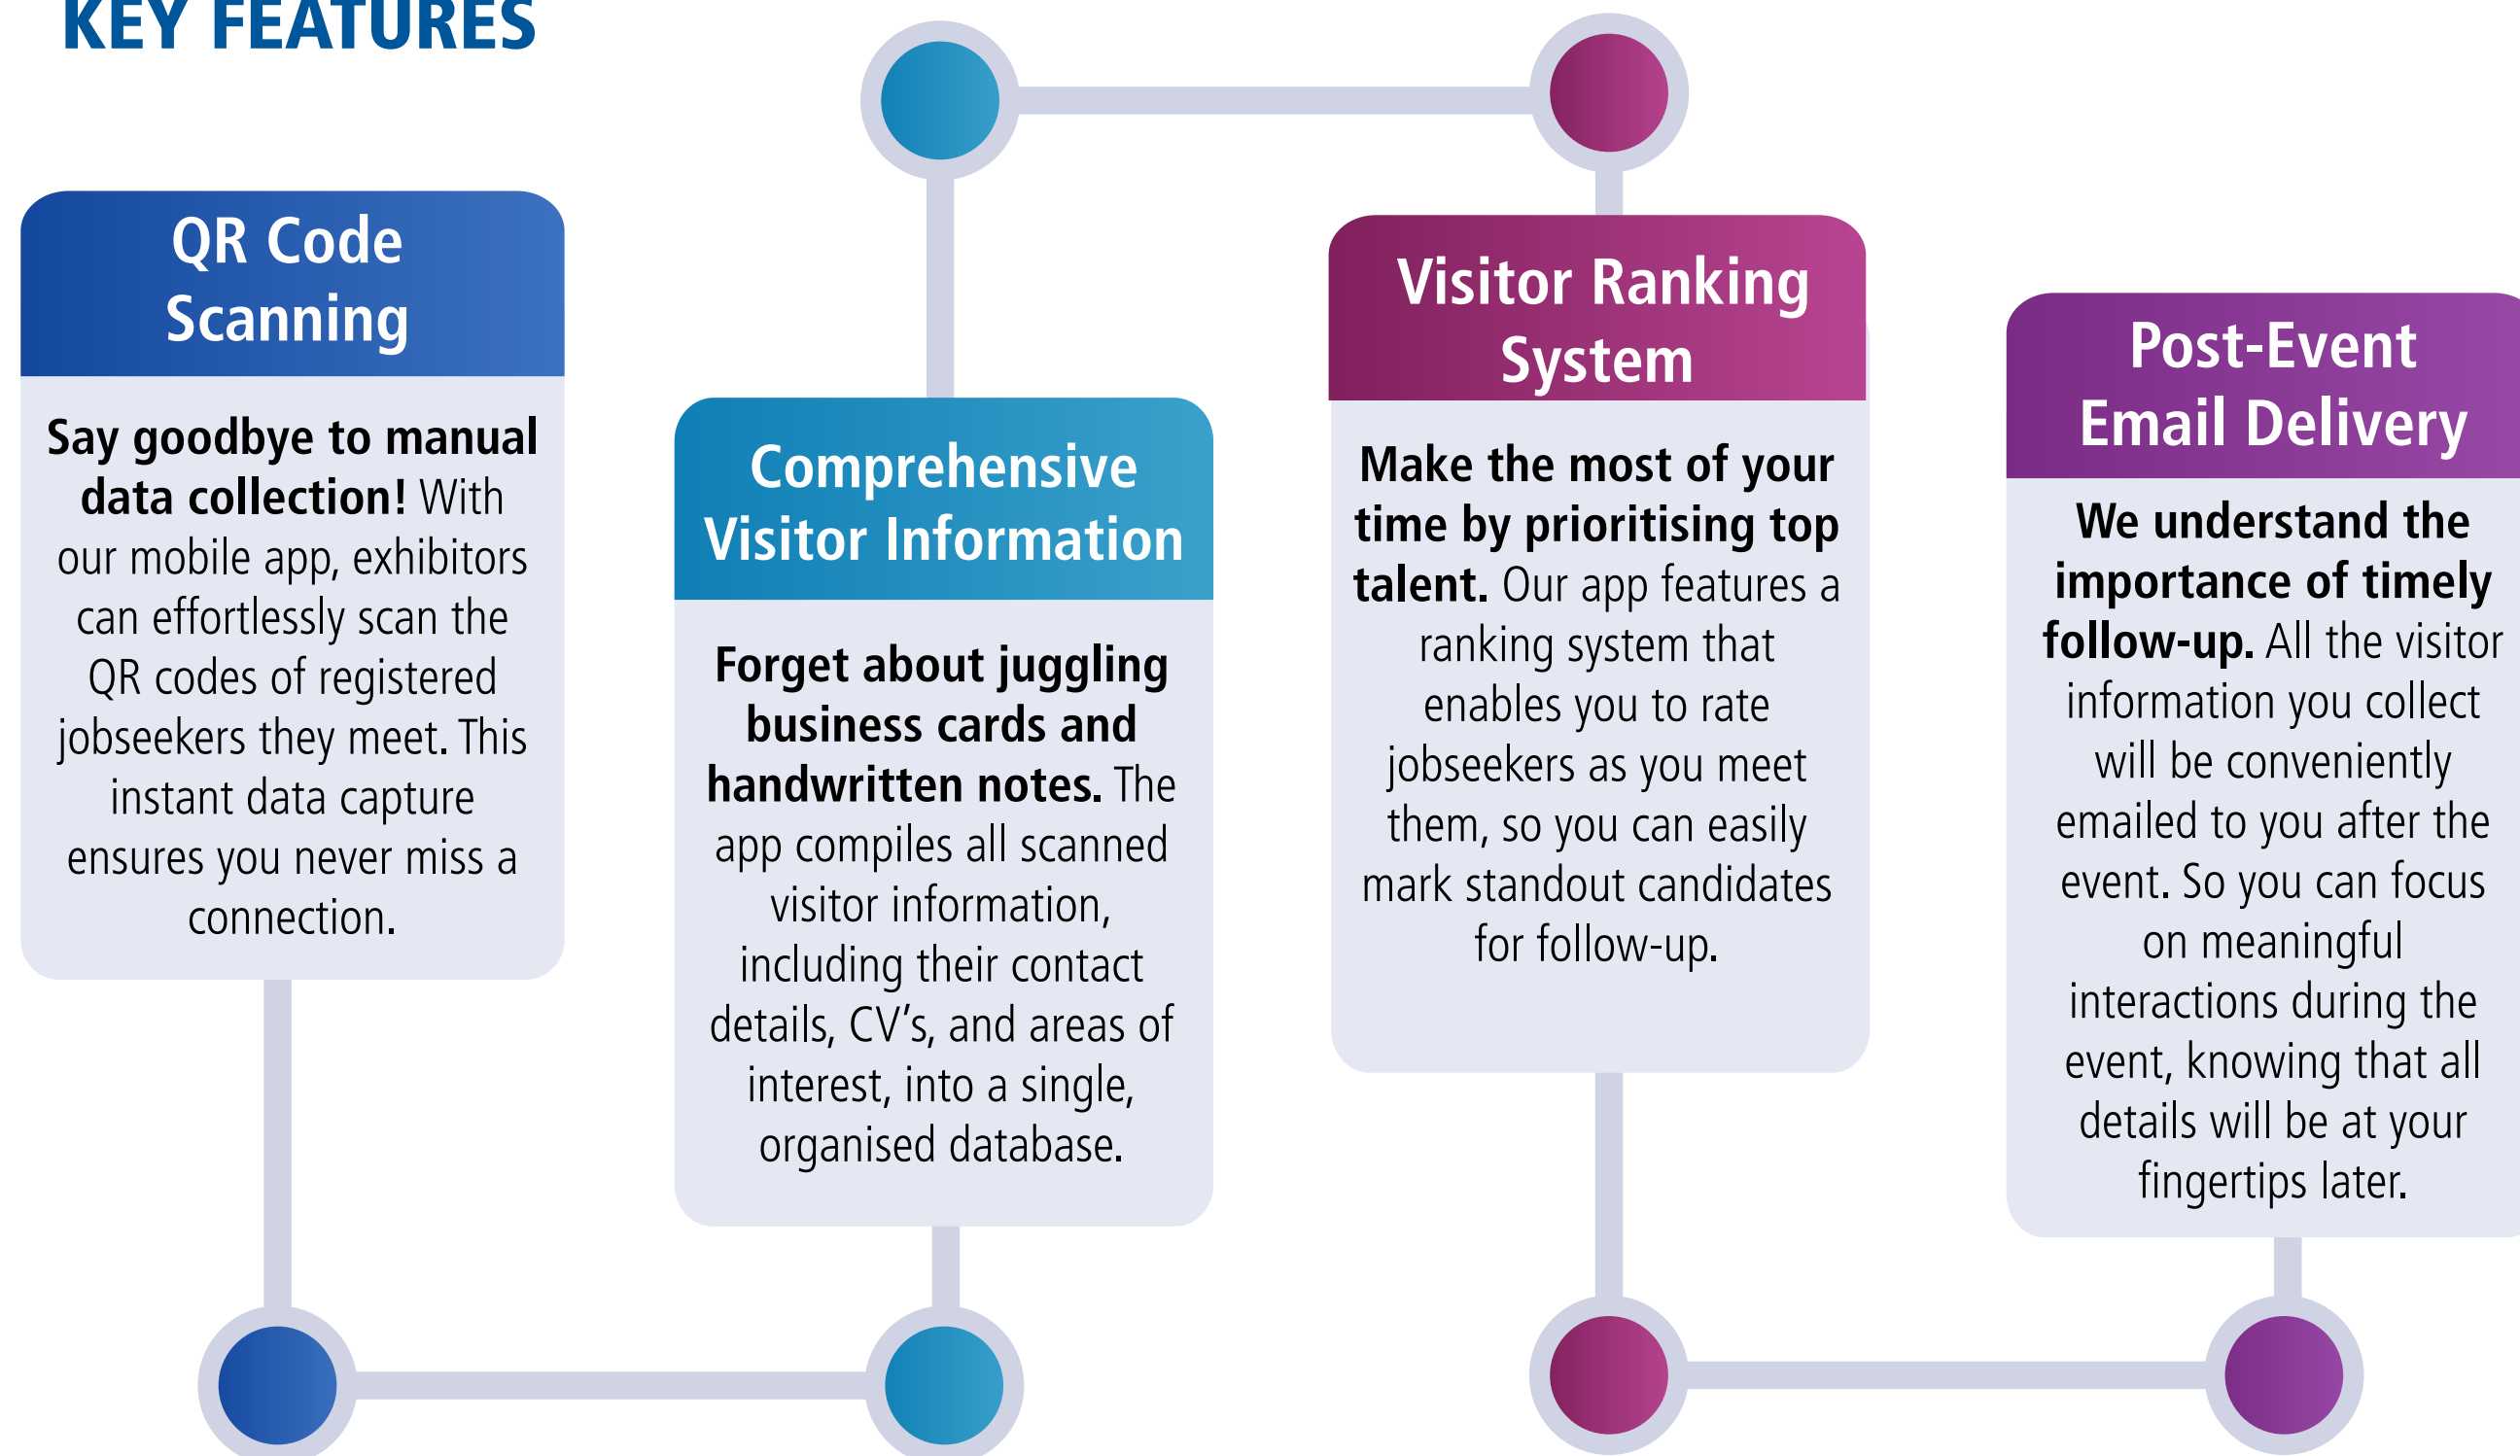 KEY FEATURES
QR Code
Scanning
Say goodbye to manual
data collection! With
our mobile app, exhibitors
can effortlessly scan the
QR codes of registered
jobseekers they meet. This
instant data capture
ensures you never miss a
connection.
Comprehensive
Visitor Information
Forget about juggling
business cards and
handwritten notes. The
app compiles all scanned
visitor information,
including their contact
details, CV’s, and areas of
interest, into a single,
organised database.
Visitor Ranking
System
Make the most of your
time by prioritising top
talent. Our app features a
ranking system that
enables you to rate
jobseekers as you meet
them, so you can easily
mark standout candidates
for follow-up.
Post-Event
Email Delivery
We understand the
importance of timely
follow-up. All the visitor
information you collect
will be conveniently
emailed to you after the
event. So you can focus
on meaningful
interactions during the
event, knowing that all
details will be at your
fingertips later.